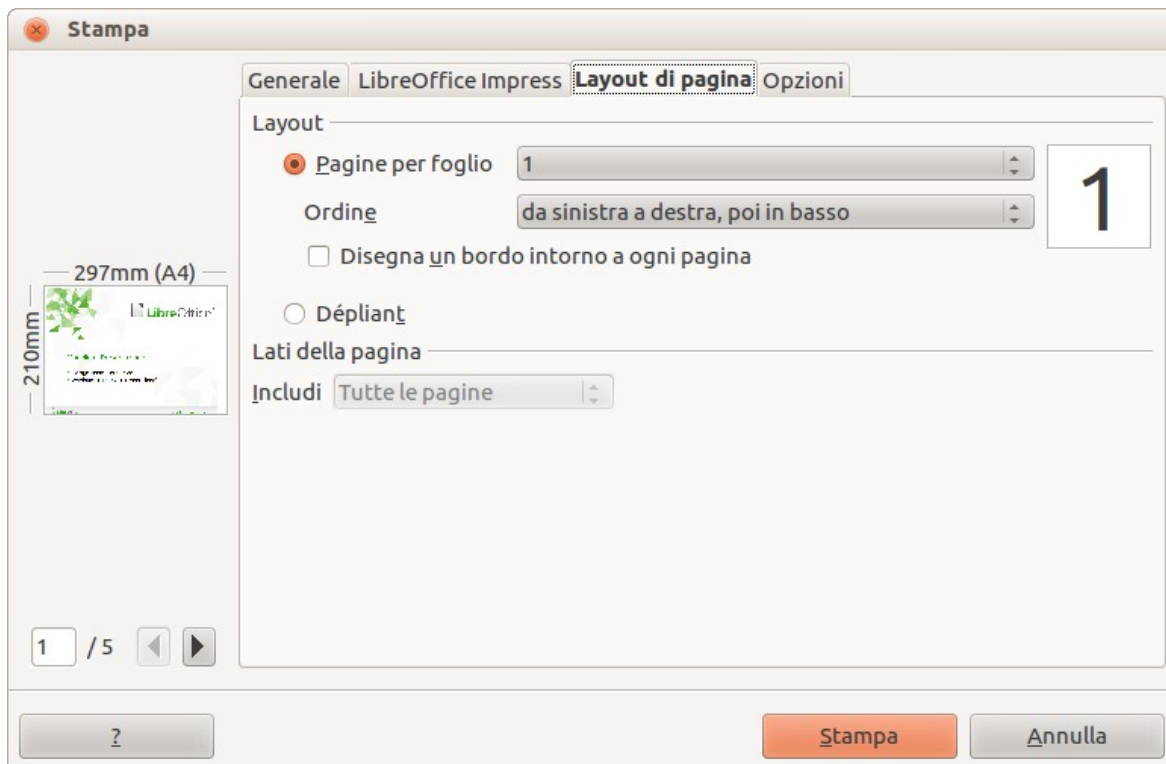 Stampa
Generale LibreOffice Impress Layout di pagina Opzioni
Layout
Pagine per foglio 1
1
Ordine da sinistra a destra, poi in basso
Disegna un bordo intorno a ogni pagina
297mm (A4)
210mm
LibreOffice
Dépliant
Lati della pagina
Includi Tutte le pagine
1 / 5
? Stampa Annulla